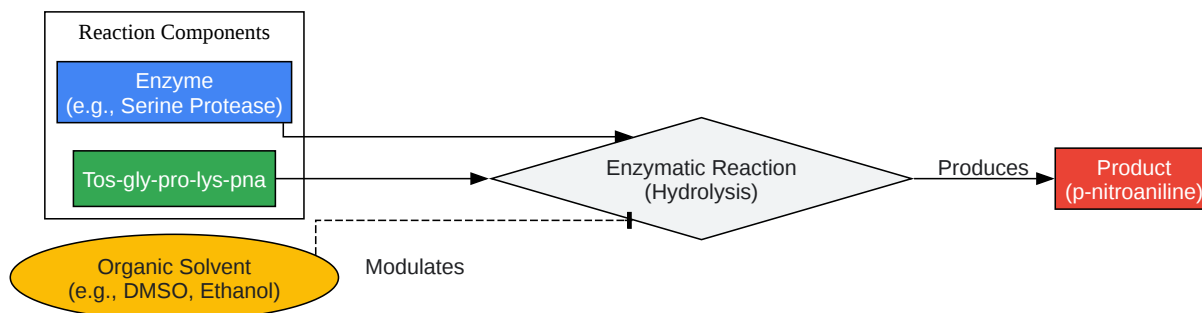 Reaction Components
Enzyme
(e.g., Serine Protease)
Tos-gly-pro-lys-pna
Enzymatic Reaction
(Hydrolysis)
Produces
Product
(p-nitroaniline)
Organic Solvent
(e.g., DMSO, Ethanol)
Modulates